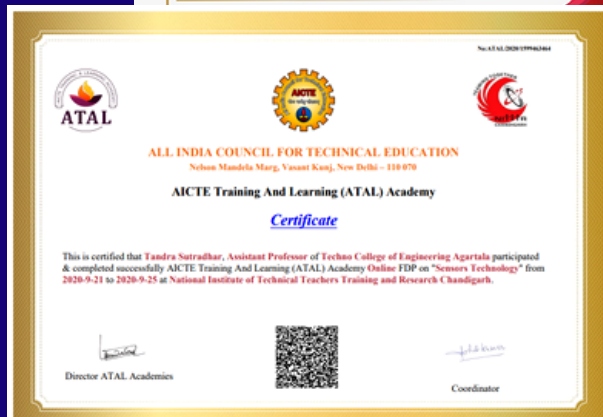 No:ATAL/2020/1599463464
ATAL
AICTE
ALL INDIA COUNCIL FOR TECHNICAL EDUCATION
Nelson Mandela Marg, Vasant Kunj, New Delhi – 110 070
AICTE Training And Learning (ATAL) Academy
Certificate
This is certified that Tandra Sutradhar, Assistant Professor of Techno College of Engineering Agartala participated
& completed successfully AICTE Training And Learning (ATAL) Academy Online FDP on "Sensors Technology" from
2020-9-21 to 2020-9-25 at National Institute of Technical Teachers Training and Research Chandigarh.
Director ATAL Academies
Coordinator